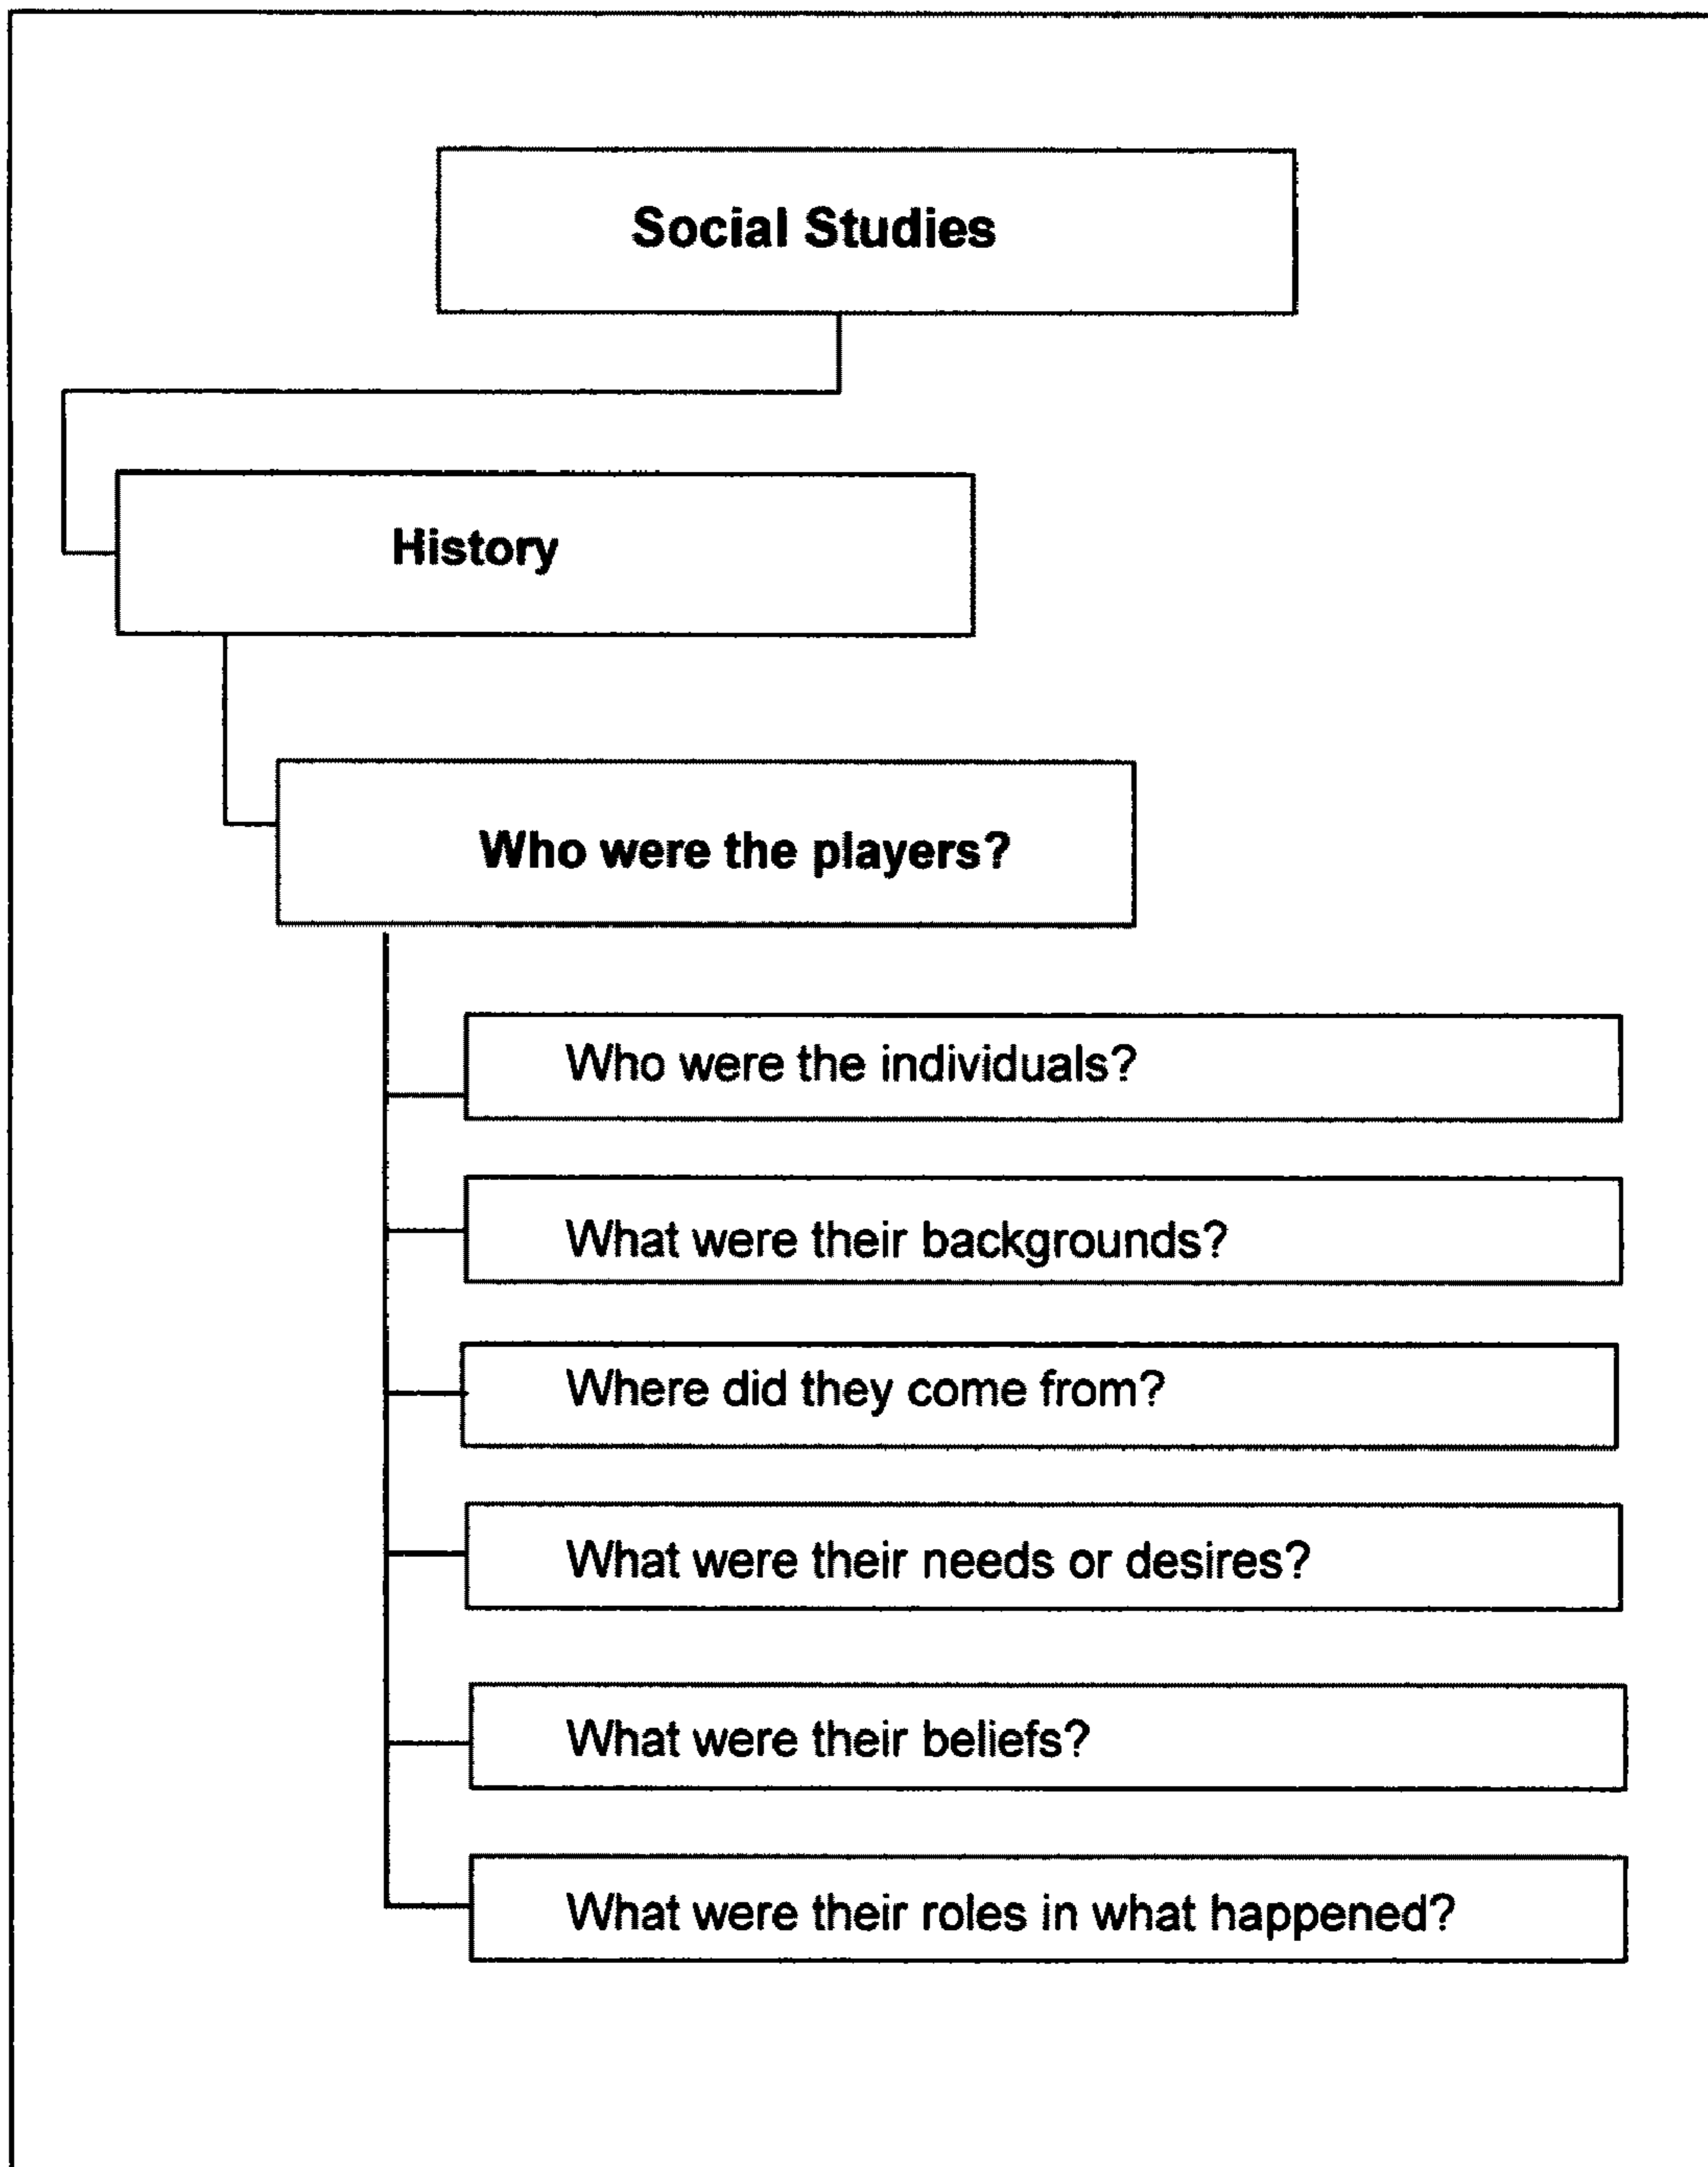 Social Studies
History
Who were the players?
Who were the individuals?
What were their backgrounds?
Where did they come from?
What were their needs or desires?
What were their beliefs?
What were their roles in what happened?